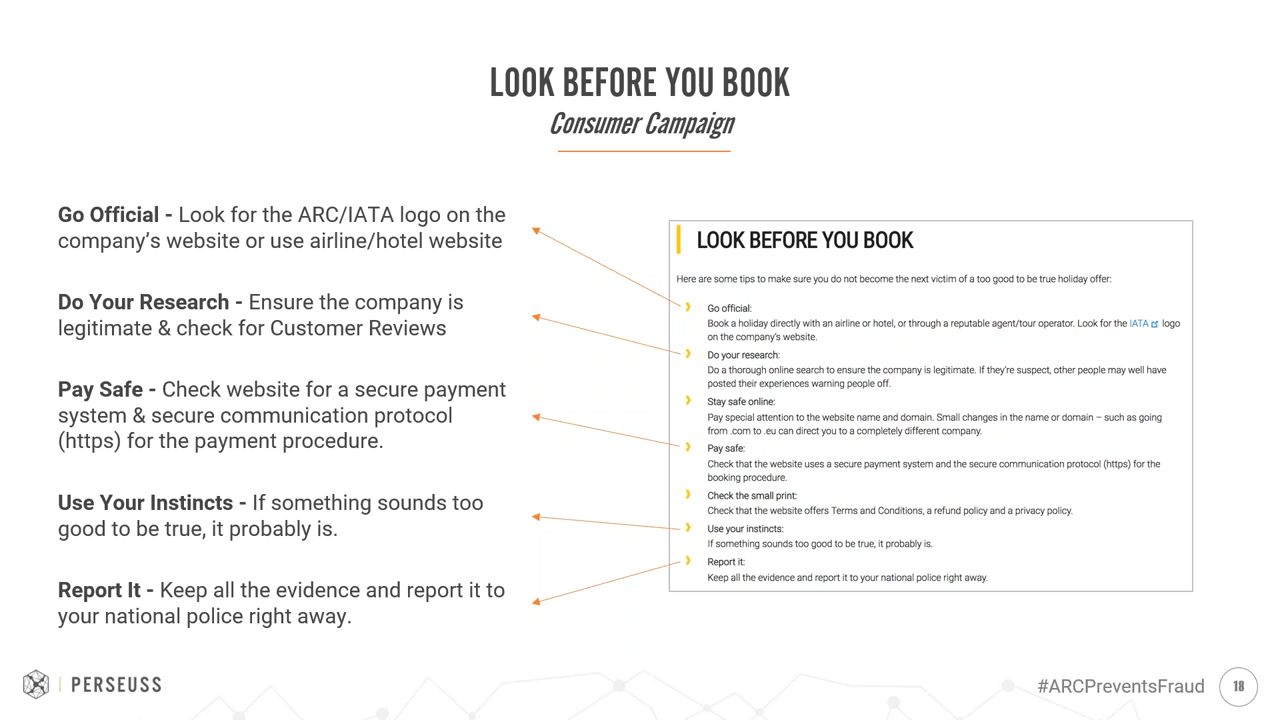 LOOK BEFORE YOU BOOK
Consumer Campaign
Go Official - Look for the ARC/IATA logo on the
company's website or use airline/hotel website
Do Your Research - Ensure the company is
legitimate & check for Customer Reviews
Pay Safe - Check website for a secure payment
system & secure communication protocol
(https) for the payment procedure.
Use Your Instincts - If something sounds too
good to be true, it probably is.
Report It - Keep all the evidence and report it to
your national police right away.
LOOK BEFORE YOU BOOK
Here are some tips to make sure you do not become the next victim of a too good to be true holiday offer:
Go official:
Book a holiday directly with an airline or hotel, or through a reputable agent/tour operator. Look for the IATA logo
on the company's website.
Do your research:
Do a thorough online search to ensure the company is legitimate. If they're suspect, other people may well have
posted their experiences warning people off.
Stay safe online:
Pay special attention to the website name and domain. Small changes in the name or domain – such as going
from .com to .eu can direct you to a completely different company.
Pay safe:
Check that the website uses a secure payment system and the secure communication protocol (https) for the
booking procedure.
Check the small print:
Check that the website offers Terms and Conditions, a refund policy and a privacy policy.
Use your instincts:
If something sounds too good to be true, it probably is.
Report it:
Keep all the evidence and report it to your national police right away.
PERSEUSS
#ARCPreventsFraud
18